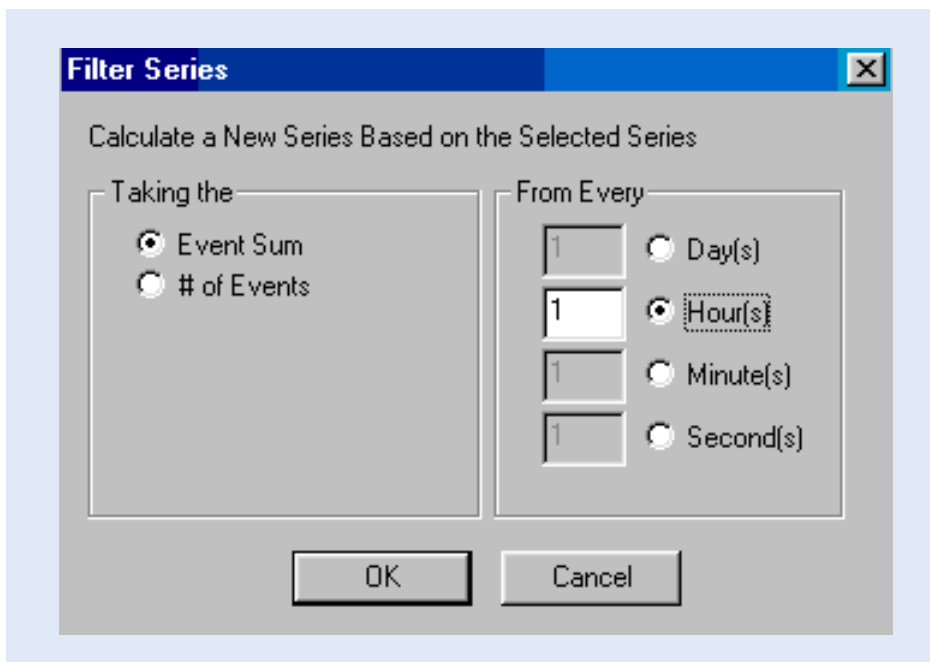 Filter Series
Calculate a New Series Based on the Selected Series
Taking the
Event Sum
# of Events
From Every
1 Day(s)
1 Hour(s)
1 Minute(s)
1 Second(s)
OK Cancel